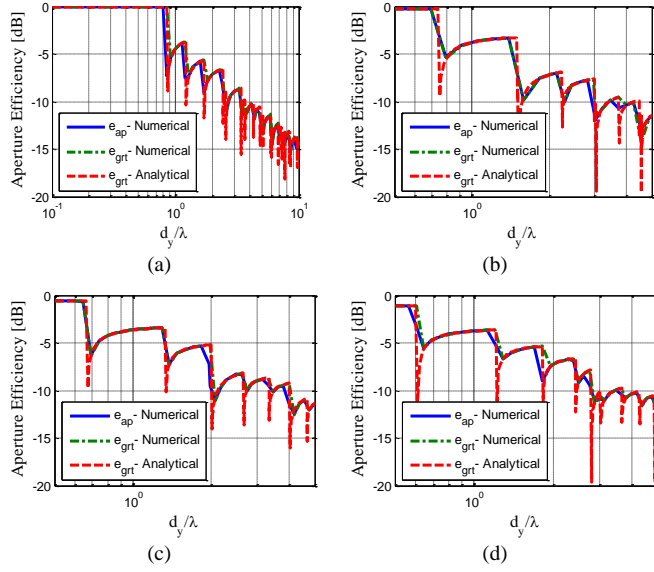 0
-5
-10
-15
-20
Aperture Efficiency [dB]
e_ap- Numerical
e_grt- Numerical
e_grt- Analytical
10^-1
10^0
10^1
d_y/λ
(a)
0
-5
-10
-15
-20
Aperture Efficiency [dB]
e_ap- Numerical
e_grt- Numerical
e_grt- Analytical
10^0
d_y/λ
(b)
0
-5
-10
-15
-20
Aperture Efficiency [dB]
e_ap- Numerical
e_grt- Numerical
e_grt- Analytical
10^0
d_y/λ
(c)
0
-5
-10
-15
-20
Aperture Efficiency [dB]
e_ap- Numerical
e_grt- Numerical
e_grt- Analytical
10^0
d_y/λ
(d)